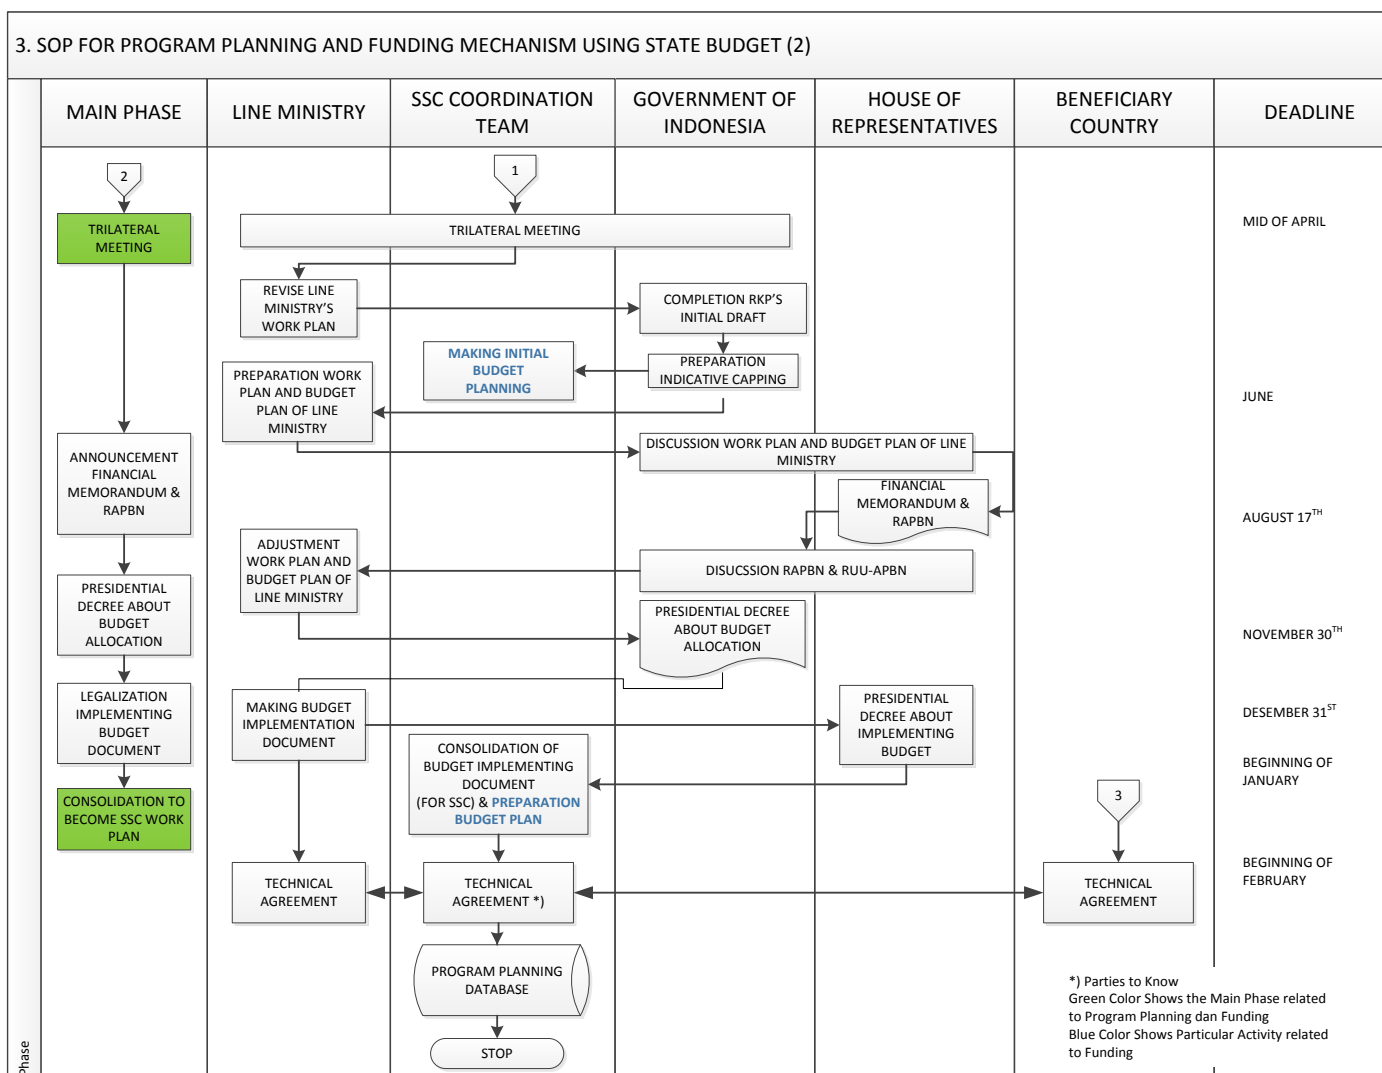 3. SOP FOR PROGRAM PLANNING AND FUNDING MECHANISM USING STATE BUDGET (2)
MAIN PHASE
LINE MINISTRY
SSC COORDINATION
TEAM
GOVERNMENT OF
INDONESIA
HOUSE OF
REPRESENTATIVES
BENEFICIARY
COUNTRY
DEADLINE
2
1
TRILATERAL
MEETING
TRILATERAL MEETING
MID OF APRIL
REVISE LINE
MINISTRY'S
WORK PLAN
COMPLETION RKP'S
INITIAL DRAFT
MAKING INITIAL
BUDGET
PLANNING
PREPARATION
INDICATIVE CAPPING
PREPARATION WORK
PLAN AND BUDGET
PLAN OF LINE
MINISTRY
JUNE
ANNOUNCEMENT
FINANCIAL
MEMORANDUM &
RAPBN
DISCUSSION WORK PLAN AND BUDGET PLAN OF LINE
MINISTRY
FINANCIAL
MEMORANDUM &
RAPBN
AUGUST 17TH
ADJUSTMENT
WORK PLAN AND
BUDGET PLAN OF
LINE MINISTRY
DISUCSSION RAPBN & RUU-APBN
PRESIDENTIAL
DECREE ABOUT
BUDGET
ALLOCATION
PRESIDENTIAL DECREE
ABOUT BUDGET
ALLOCATION
NOVEMBER 30TH
LEGALIZATION
IMPLEMENTING
BUDGET
DOCUMENT
MAKING BUDGET
IMPLEMENTATION
DOCUMENT
PRESIDENTIAL
DECREE ABOUT
IMPLEMENTING
BUDGET
DESEMBER 31ST
CONSOLIDATION OF
BUDGET IMPLEMENTING
DOCUMENT
(FOR SSC) & PREPARATION
BUDGET PLAN
BEGINNING OF
JANUARY
CONSOLIDATION TO
BECOME SSC WORK
PLAN
3
TECHNICAL
AGREEMENT
TECHNICAL
AGREEMENT *)
TECHNICAL
AGREEMENT
BEGINNING OF
FEBRUARY
PROGRAM PLANNING
DATABASE
STOP
*) Parties to Know
Green Color Shows the Main Phase related
to Program Planning dan Funding
Blue Color Shows Particular Activity related
to Funding
Phase